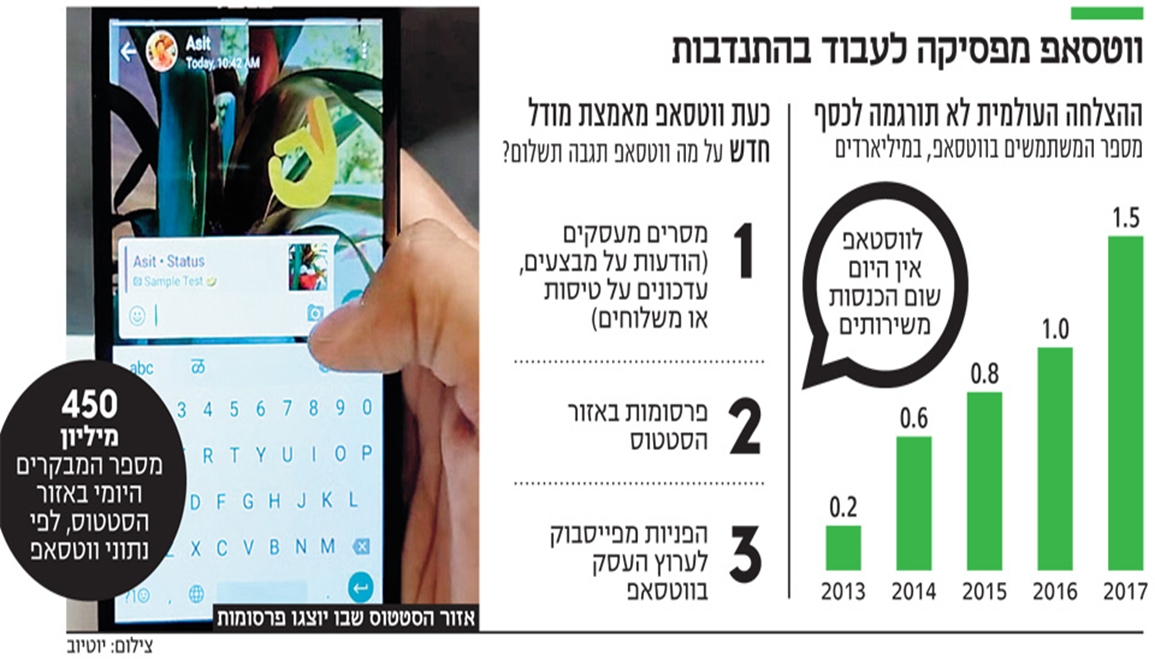 ווטסאפ מפסיקה לעבוד בהתנדבות
ההצלחה העולמית לא תורגמה לכסף
מספר המשתמשים בווטסאפ, במיליארדים
לווסטאפ
אין היום
שום הכנסות
משירותים
0.2
0.6
0.8
1.0
1.5
2013
2014
2015
2016
2017
כעת ווטסאפ מאמצת מודל
חדש על מה ווטסאפ תגבה תשלום?
1
מסרים מעסקים
(הודעות על מבצעים,
עדכונים על טיסות
או משלוחים)
2
פרסומות באזור
הסטטוס
3
הפניות מפייסבוק
לערוץ העסק
בווטסאפ
Asit
Today, 10:42 AM
Asit • Status
Sample Test
abc
3 4 5 6 7 8 9 0
R T Y U I O P
D F G H J K L
X C V B N M
450
מיליון
מספר המבקרים
היומי באזור
הסטטוס, לפי
נתוני ווטסאפ
אזור הסטטוס שבו יוצגו פרסומות
צילום: יוטיוב